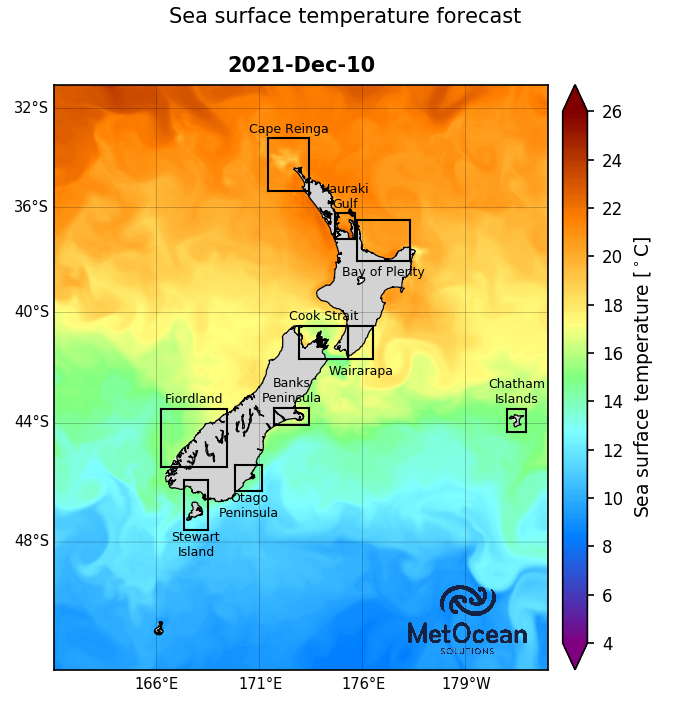 Sea surface temperature forecast
2021-Dec-10
32°S
36°S
40°S
44°S
48°S
166°E
171°E
176°E
179°W
Cape Reinga
Hauraki
Gulf
Bay of Plenty
Cook Strait
Wairarapa
Banks
Peninsula
Fiordland
Chatham
Islands
Otago
Peninsula
Stewart
Island
MetOcean
SOLUTIONS
26
24
22
20
18
16
14
12
10
8
6
4
Sea surface temperature [°C]